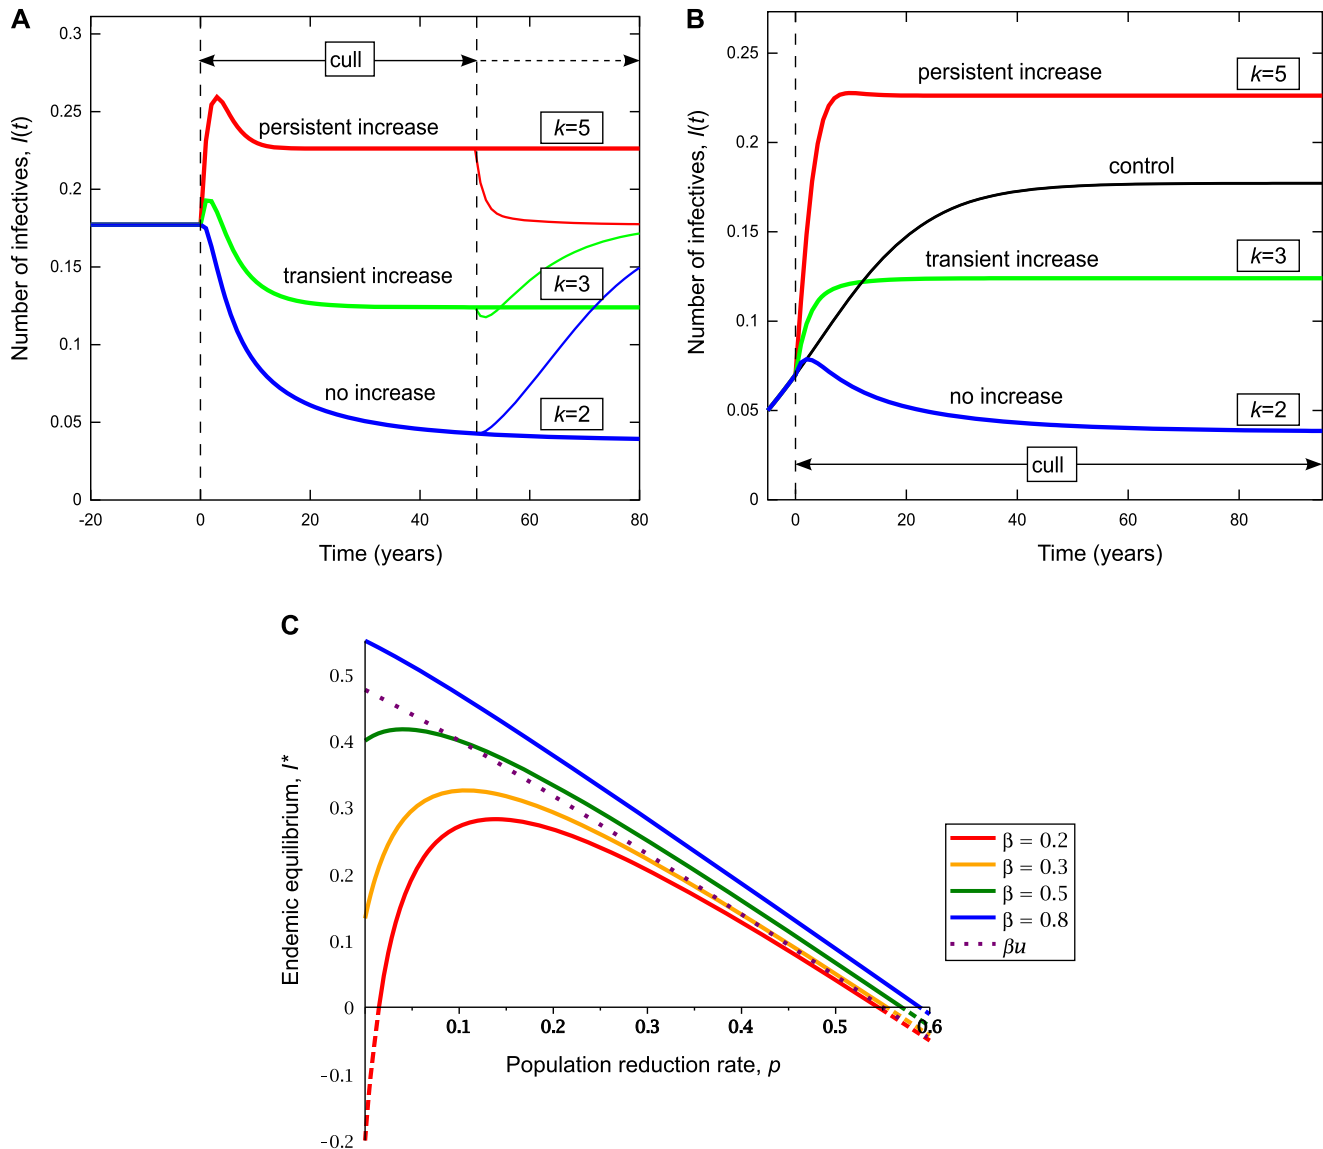 A
Number of infectives, I(t)
0.3
0.25
0.2
0.15
0.1
0.05
0
-20
0
20
40
60
80
Time (years)
cull
persistent increase
k=5
transient increase
k=3
no increase
k=2
B
Number of infectives, I(t)
0.25
0.2
0.15
0.1
0.05
0
0
20
40
60
80
Time (years)
persistent increase
k=5
control
transient increase
k=3
no increase
k=2
cull
C
Endemic equilibrium, I*
0.5
0.4
0.3
0.2
0.1
0
-0.1
-0.2
0.1
0.2
0.3
0.4
0.5
0.6
Population reduction rate, p
β = 0.2
β = 0.3
β = 0.5
β = 0.8
βu